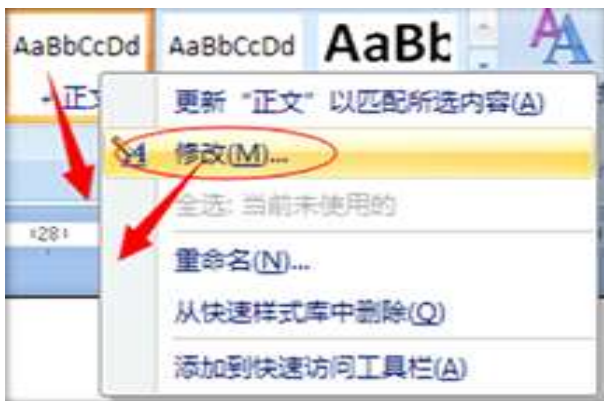 AaBbCcDd AaBbCcDd AaBb
更新 “正文” 以匹配所选内容(A)
修改(M)...
全选: 当前未使用的
重命名(N)...
从快速样式库中删除(Q)
添加到快速访问工具栏(A)
28